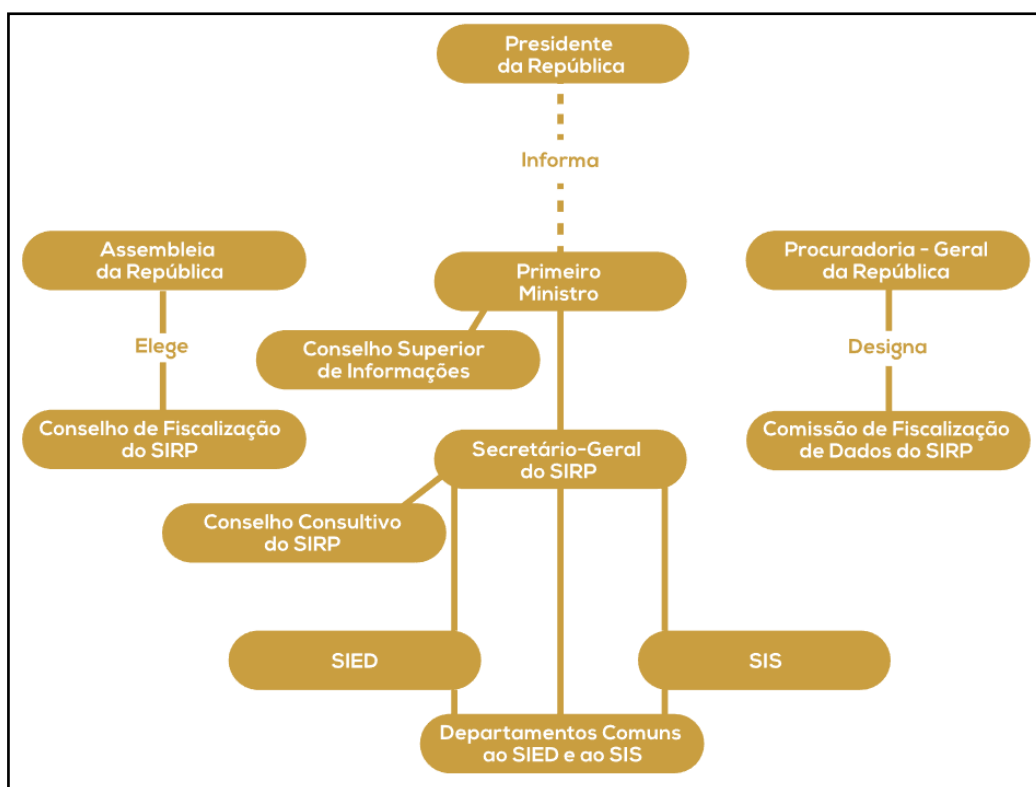 Presidente
da República
Informa
Assembleia
da República
Primeiro
Ministro
Procuradoria - Geral
da República
Elege
Conselho Superior
de Informações
Designa
Conselho de Fiscalização
do SIRP
Secretário-Geral
do SIRP
Comissão de Fiscalização
de Dados do SIRP
Conselho Consultivo
do SIRP
SIED
SIS
Departamentos Comuns
ao SIED e ao SIS